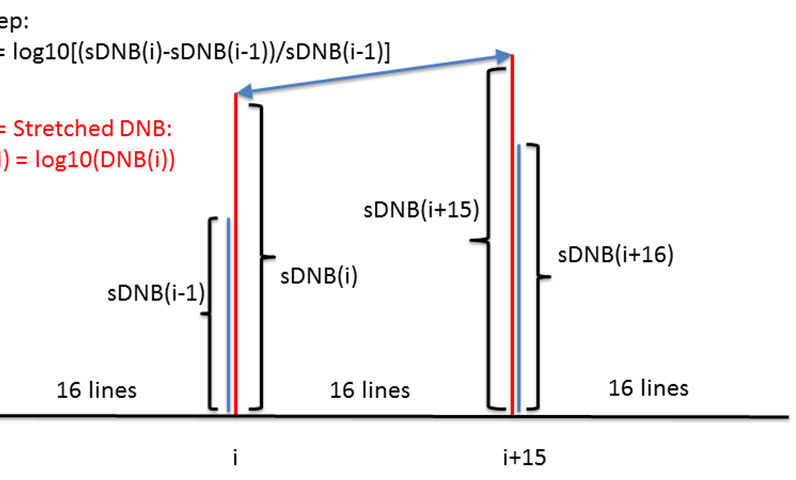 ep:
= log10[(sDNB(i)-sDNB(i-1))/sDNB(i-1)]
= Stretched DNB:
i) = log10(DNB(i))
sDNB(i+15)
sDNB(i+16)
sDNB(i)
sDNB(i-1)
16 lines 16 lines 16 lines
i i+15